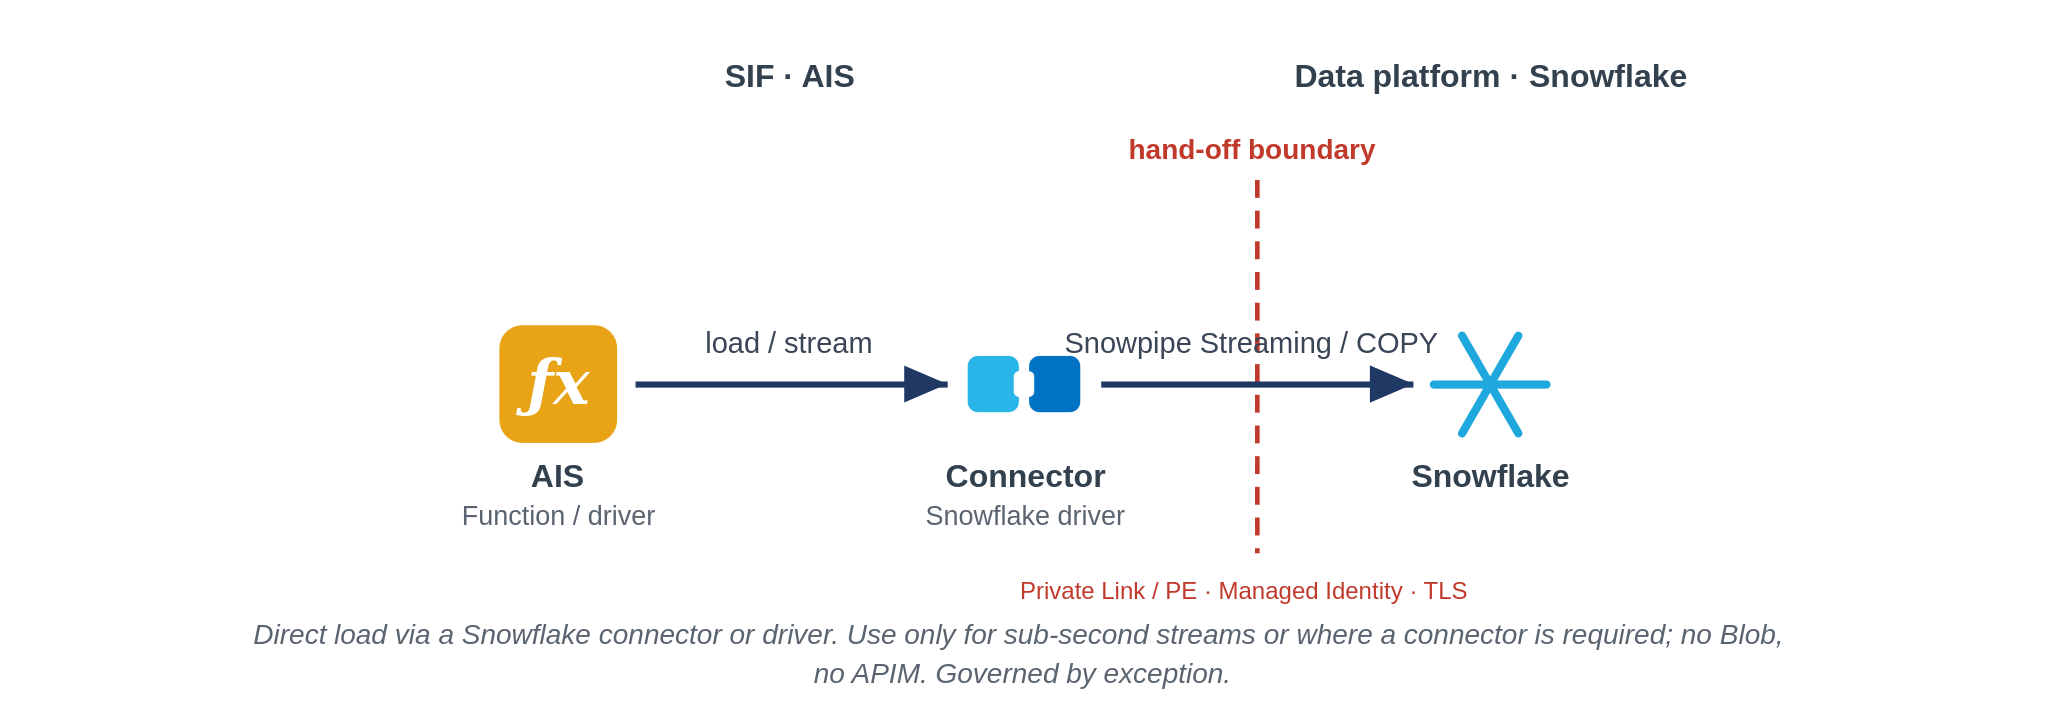 SIF · AIS
Data platform · Snowflake
hand-off boundary
load / stream
Snowpipe Streaming / COPY
fx
AIS
Connector
Snowflake
Function / driver
Snowflake driver
Private Link / PE · Managed Identity · TLS
Direct load via a Snowflake connector or driver. Use only for sub-second streams or where a connector is required; no Blob,
no APIM. Governed by exception.